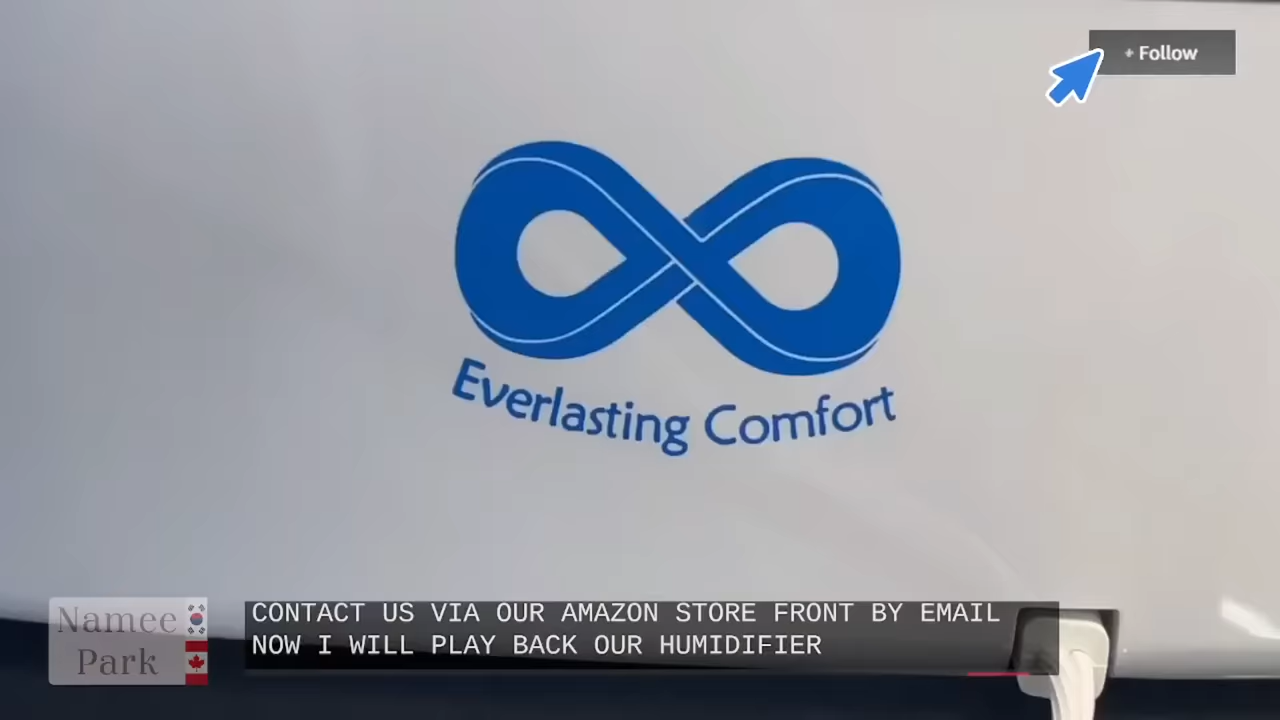 + Follow
Everlasting Comfort
Namee
Park
CONTACT US VIA OUR AMAZON STORE FRONT BY EMAIL
NOW I WILL PLAY BACK OUR HUMIDIFIER